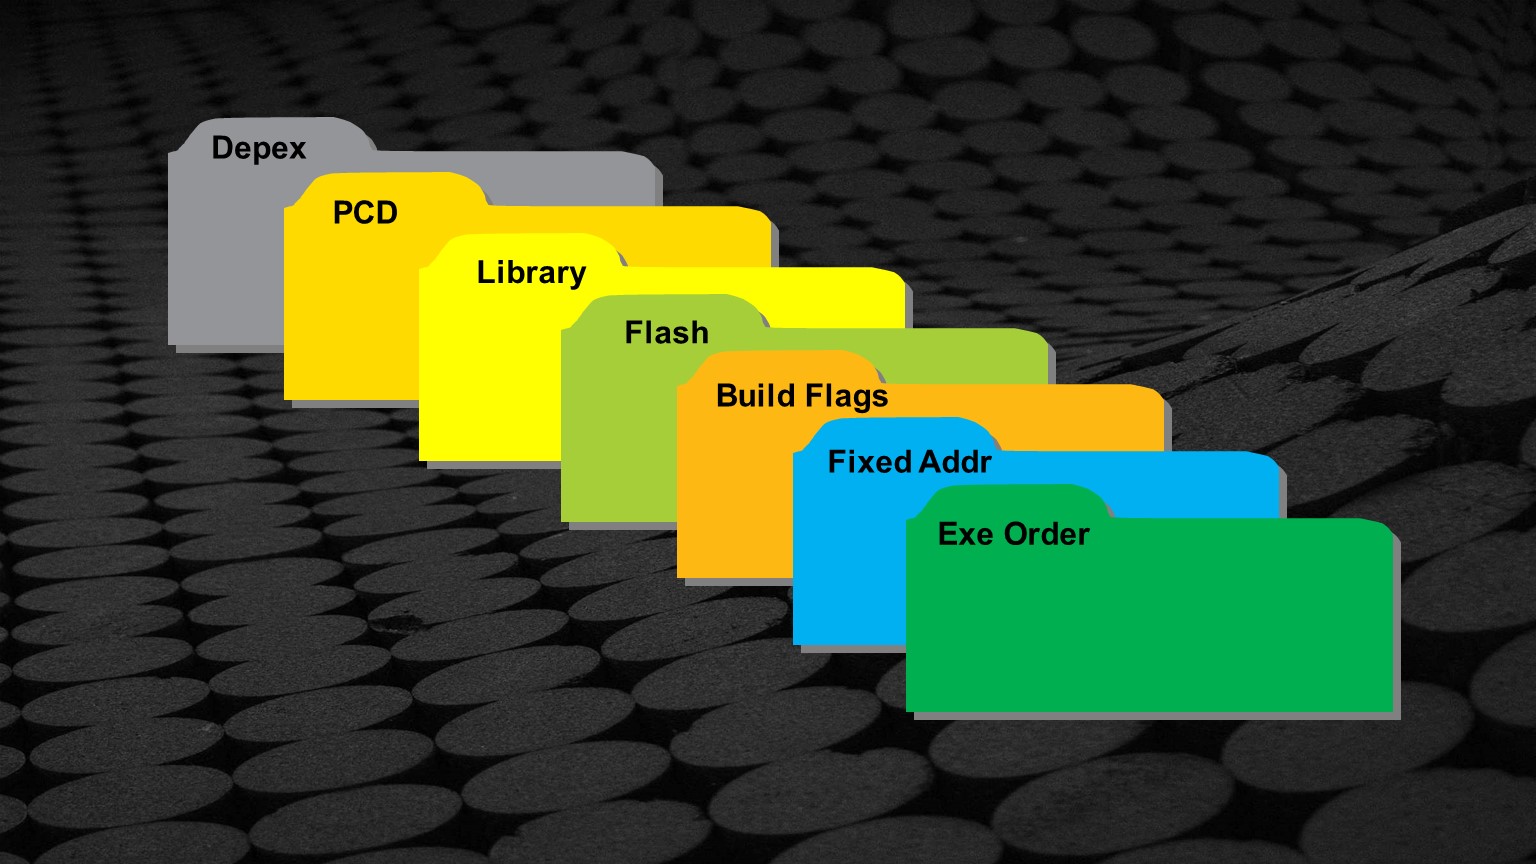 Depex
PCD
Library
Flash
Build Flags
Fixed Addr
Exe Order